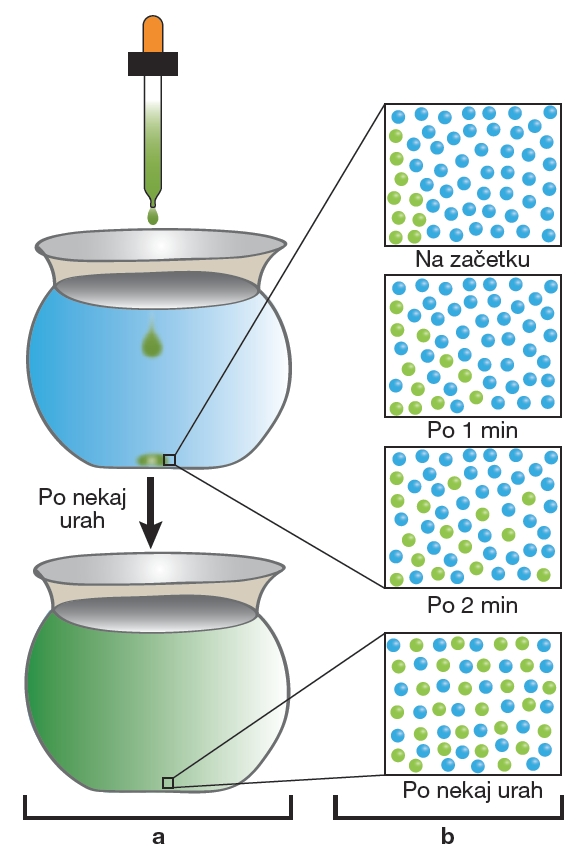 Na začetku
Po 1 min
Po nekaj
urah
Po 2 min
Po nekaj urah
a
b